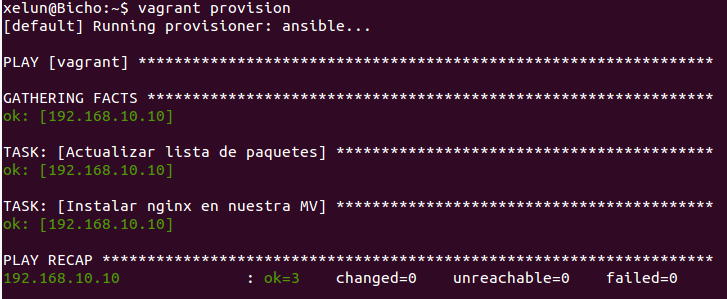 xelun@Bicho:~$ vagrant provision
[default] Running provisioner: ansible...
PLAY [vagrant] ****************************************************************
GATHERING FACTS ***************************************************************
ok: [192.168.10.10]
TASK: [Actualizar lista de paquetes] ******************************************
ok: [192.168.10.10]
TASK: [Instalar nginx en nuestra MV] ******************************************
ok: [192.168.10.10]
PLAY RECAP ********************************************************************
192.168.10.10              : ok=3    changed=0    unreachable=0    failed=0